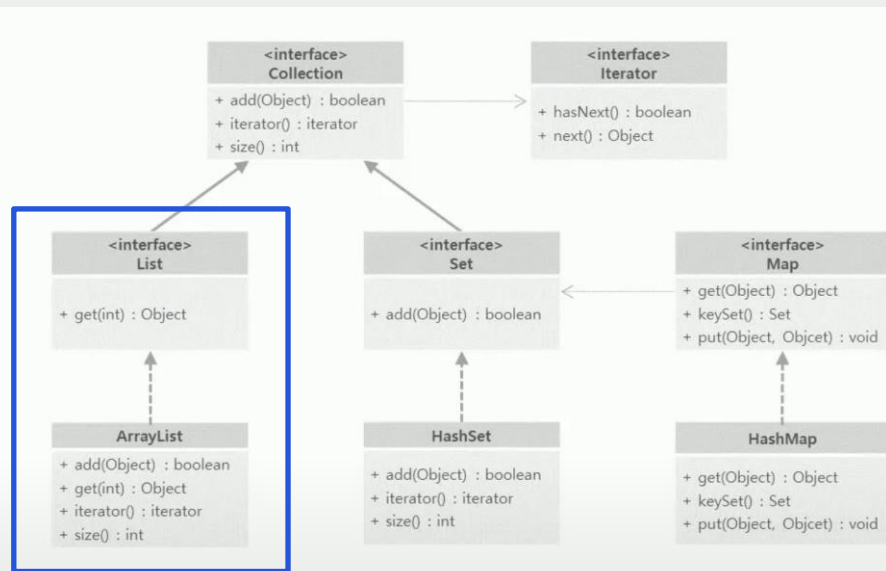 <interface>
Collection
+ add(Object) : boolean
+ iterator() : iterator
+ size() : int
<interface>
Iterator
+ hasNext() : boolean
+ next() : Object
<interface>
List
+ get(int) : Object
<interface>
Set
+ add(Object) : boolean
<interface>
Map
+ get(Object) : Object
+ keySet() : Set
+ put(Object, Objcet) : void
ArrayList
+ add(Object) : boolean
+ get(int) : Object
+ iterator() : iterator
+ size() : int
HashSet
+ add(Object) : boolean
+ iterator() : iterator
+ size() : int
HashMap
+ get(Object) : Object
+ keySet() : Set
+ put(Object, Objcet) : void